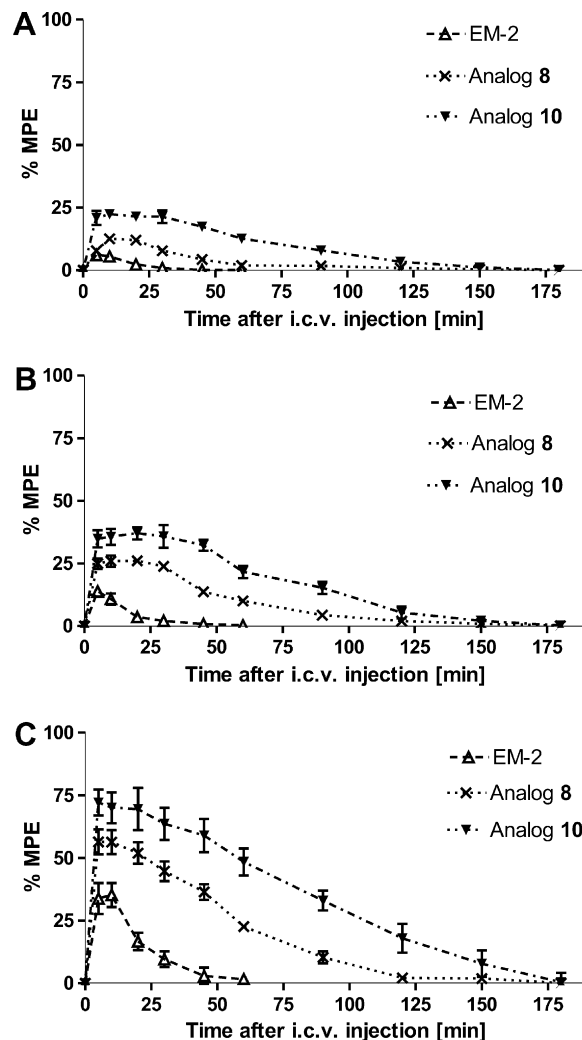 A
100
75
50
25
0
% MPE
EM-2
Analog 8
Analog 10
0 25 50 75 100 125 150 175
Time after i.c.v. injection [min]
B
100
75
50
25
0
% MPE
EM-2
Analog 8
Analog 10
0 25 50 75 100 125 150 175
Time after i.c.v. injection [min]
C
100
75
50
25
0
% MPE
EM-2
Analog 8
Analog 10
0 25 50 75 100 125 150 175
Time after i.c.v. injection [min]